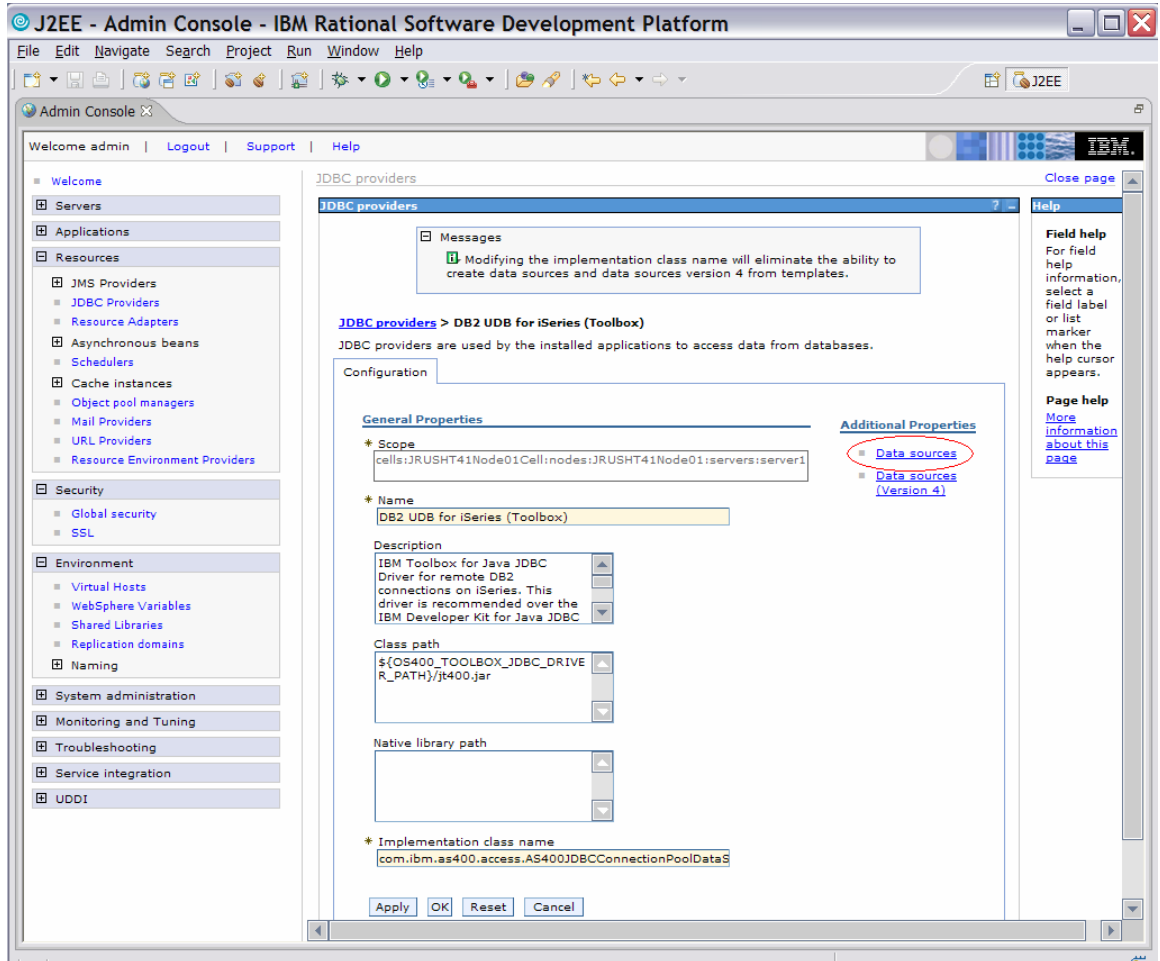 J2EE - Admin Console - IBM Rational Software Development Platform
File Edit Navigate Search Project Run Window Help
J2EE
Admin Console
Welcome admin | Logout | Support | Help
IBM.
Welcome
Servers
Applications
Resources
JMS Providers
JDBC Providers
Resource Adapters
Asynchronous beans
Schedulers
Cache instances
Object pool managers
Mail Providers
URL Providers
Resource Environment Providers
Security
Global security
SSL
Environment
Virtual Hosts
WebSphere Variables
Shared Libraries
Replication domains
Naming
System administration
Monitoring and Tuning
Troubleshooting
Service integration
UDDI
JDBC providers
Close page
JDBC providers ? -
Messages
Modifying the implementation class name will eliminate the ability to
create data sources and data sources version 4 from templates.
JDBC providers > DB2 UDB for iSeries (Toolbox)
JDBC providers are used by the installed applications to access data from databases.
Configuration
General Properties
* Scope
cells:JRUSHT41Node01Cell:nodes:JRUSHT41Node01:servers:server1
* Name
DB2 UDB for iSeries (Toolbox)
Description
IBM Toolbox for Java JDBC
Driver for remote DB2
connections on iSeries. This
driver is recommended over the
IBM Developer Kit for Java JDBC
Class path
${OS400_TOOLBOX_JDBC_DRIVE
R_PATH}/jt400.jar
Native library path
* Implementation class name
com.ibm.as400.access.AS400JDBCConnectionPoolDataS
Apply OK Reset Cancel
Additional Properties
Data sources
Data sources
(Version 4)
Help
Field help
For field
help
information,
select a
field label
or list
marker
when the
help cursor
appears.
Page help
More
information
about this
page